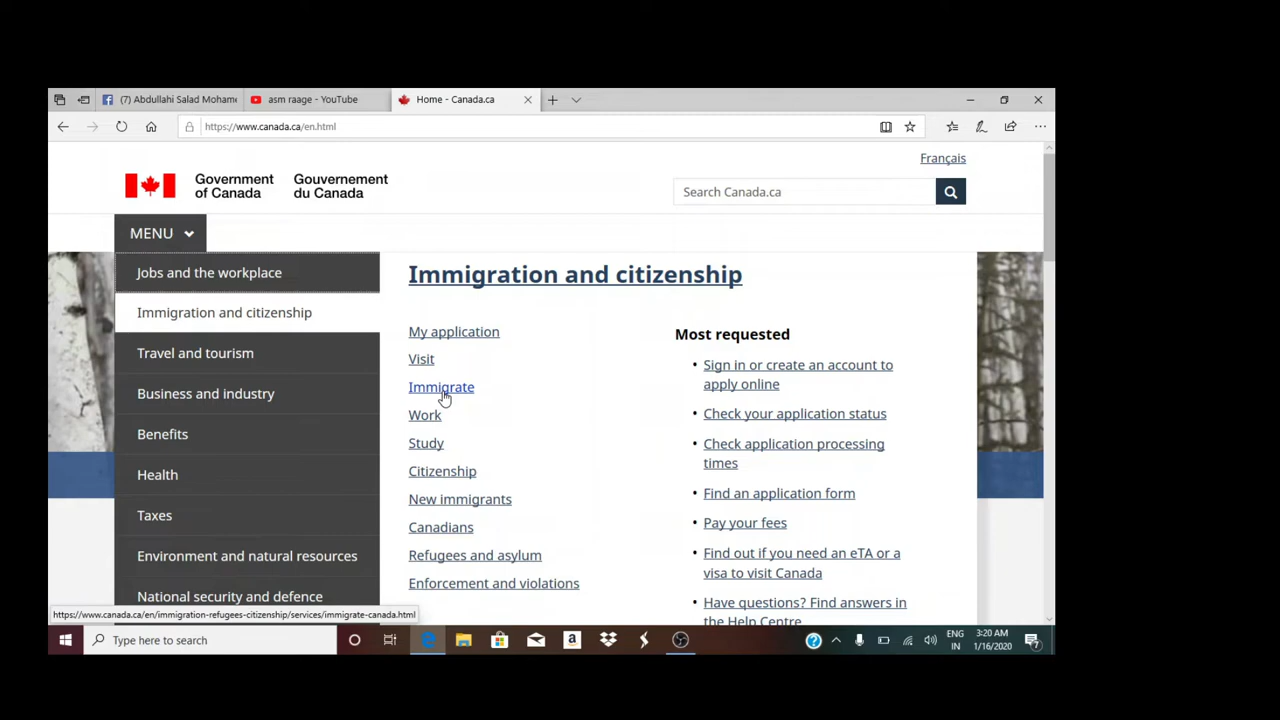 (7) Abdullahi Salad Mohame
asm raage - YouTube
Home - Canada.ca
https://www.canada.ca/en.html
Français
Government of Canada
Gouvernement du Canada
Search Canada.ca
MENU
Jobs and the workplace
Immigration and citizenship
Travel and tourism
Business and industry
Benefits
Health
Taxes
Environment and natural resources
National security and defence
Immigration and citizenship
My application
Visit
Immigrate
Work
Study
Citizenship
New immigrants
Canadians
Refugees and asylum
Enforcement and violations
Most requested
• Sign in or create an account to
apply online
• Check your application status
• Check application processing
times
• Find an application form
• Pay your fees
• Find out if you need an eTA or a
visa to visit Canada
• Have questions? Find answers in
the Help Centre
https://www.canada.ca/en/immigration-refugees-citizenship/services/immigrate-canada.html
Type here to search
ENG
IN
3:20 AM
1/16/2020
7